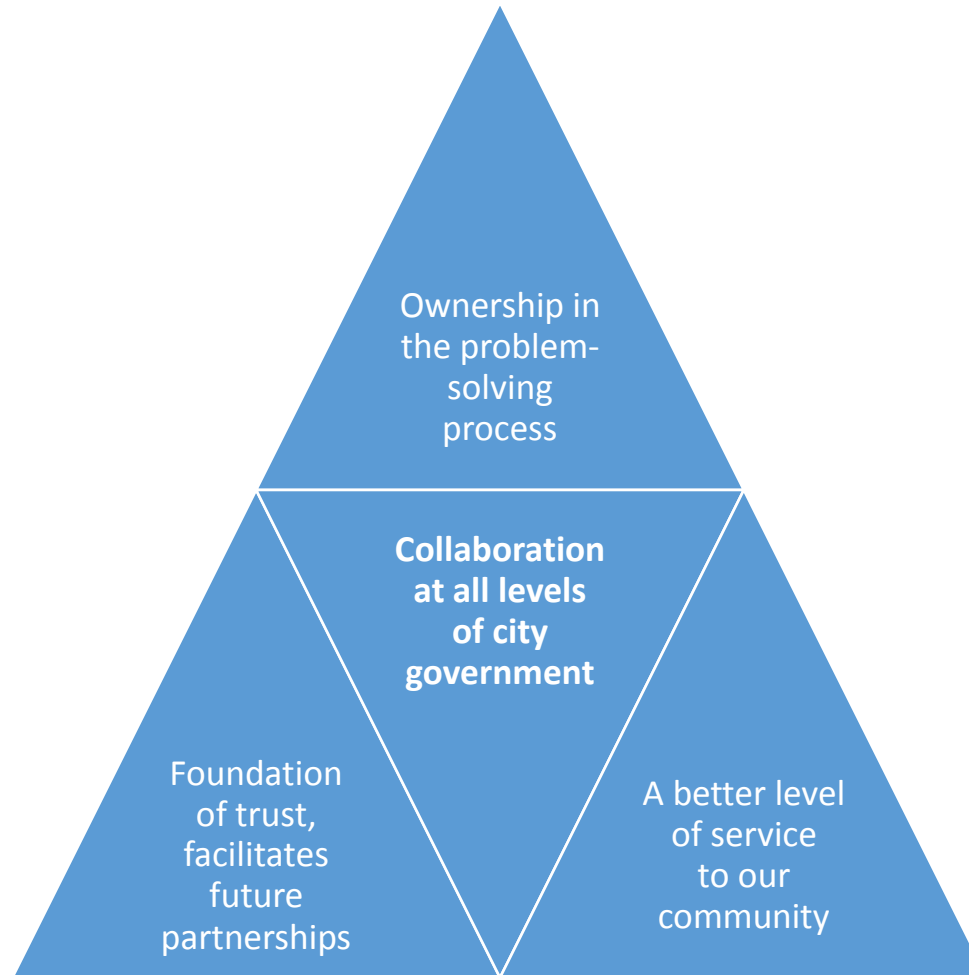 Ownership in
the problem-
solving
process
Collaboration
at all levels
of city
government
Foundation
of trust,
facilitates
future
partnerships
A better level
of service
to our
community